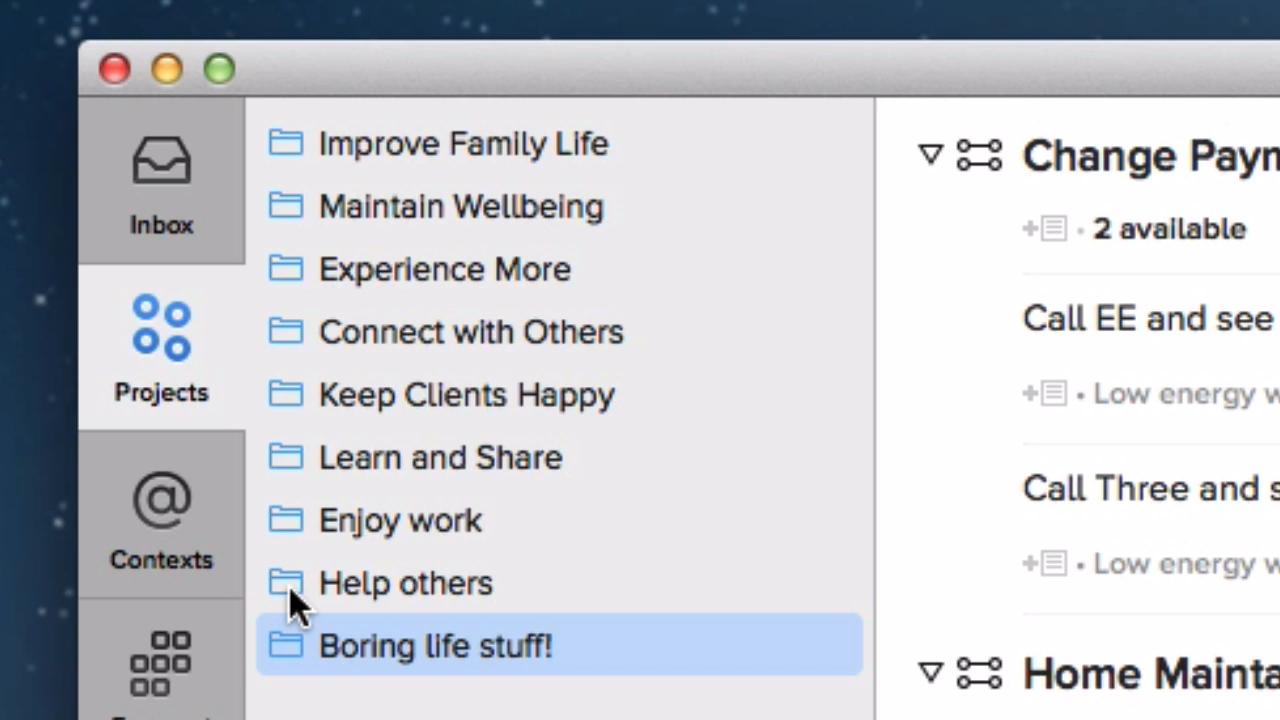 Inbox
Projects
Contexts
Improve Family Life
Maintain Wellbeing
Experience More
Connect with Others
Keep Clients Happy
Learn and Share
Enjoy work
Help others
Boring life stuff!
Change
2 available
Call EE and see
Low energy
Call Three and
Low energy
Home